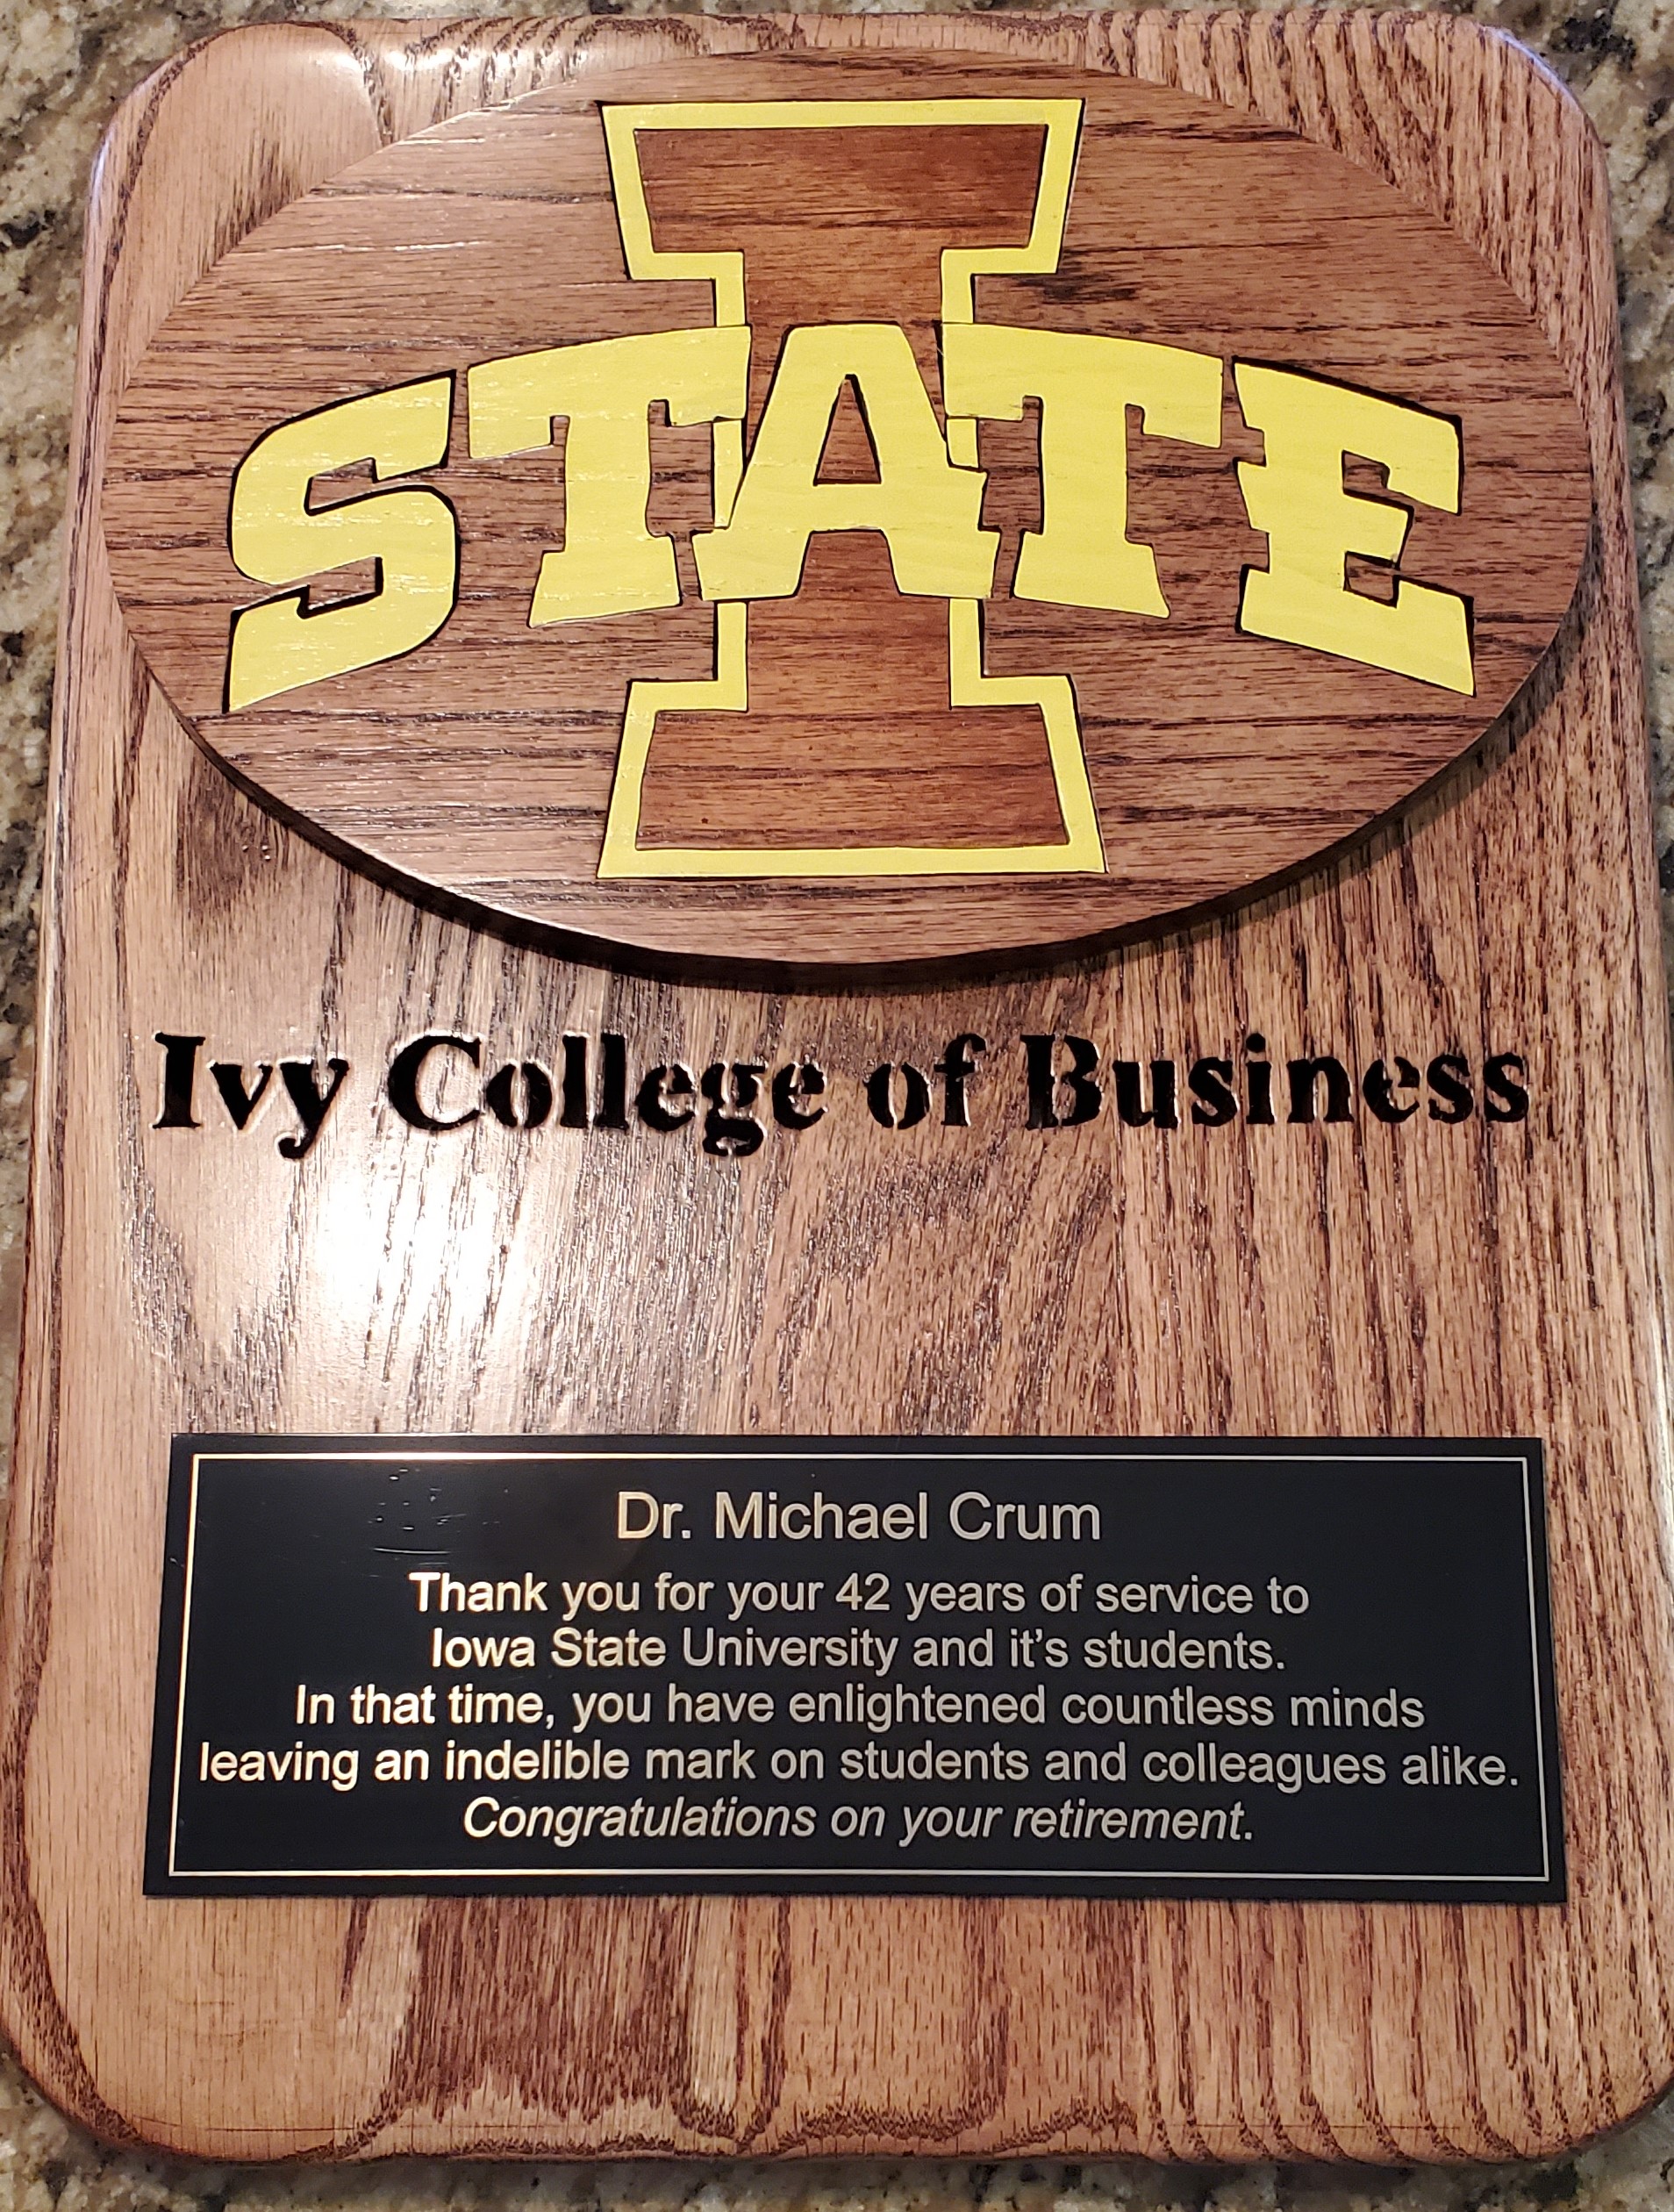 I
STATE
Ivy College of Business
Dr. Michael Crum
Thank you for your 42 years of service to
Iowa State University and it's students.
In that time, you have enlightened countless minds
leaving an indelible mark on students and colleagues alike.
Congratulations on your retirement.